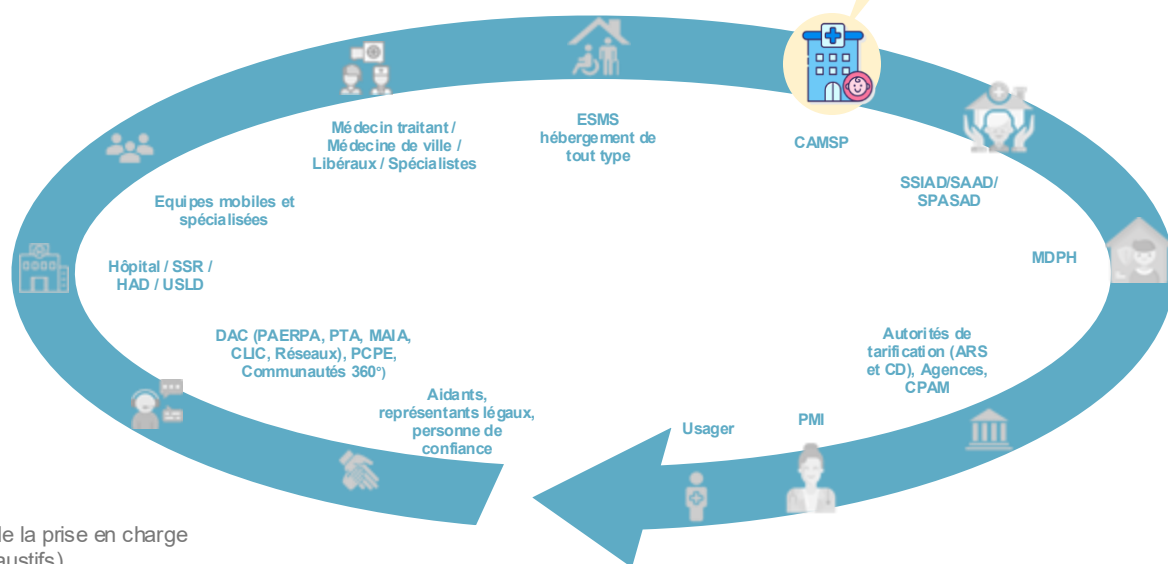 Médecin traitant /
Médecine de ville /
Libéraux / Spécialistes
ESMS
hébergement de
tout type
CAMSP
SSIAD/SAAD/
SPASAD
Equipes mobiles et
spécialisées
MDPH
Hôpital / SSR /
HAD / USLD
DAC (PAERPA, PTA, MAIA,
CLIC, Réseaux), PCPE,
Communautés 360°)
Autorités de
tarification (ARS
et CD), Agences,
CPAM
Aidants,
représentants légaux,
personne de
confiance
Usager
PMI
de la prise en charge